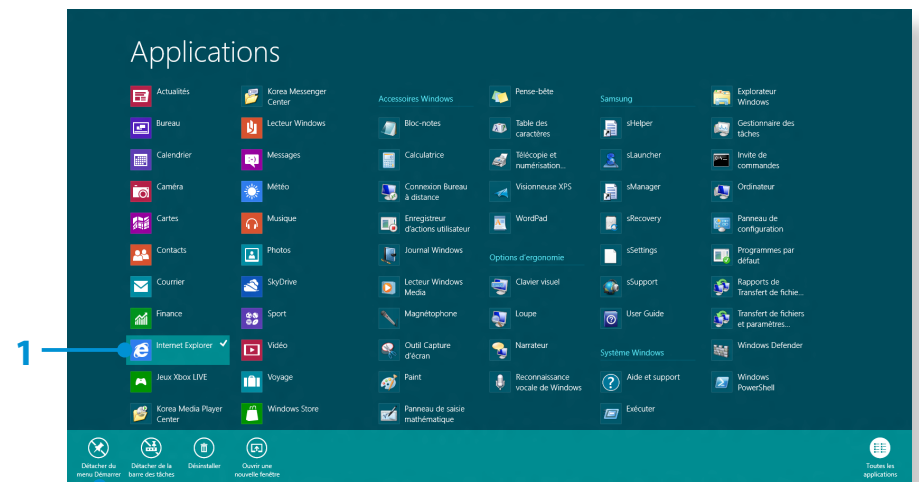 Applications
Actualités
Bureau
Calendrier
Caméra
Cartes
Contacts
Courrier
Finance
Internet Explorer
Jeux Xbox LIVE
Korea Media Player
Center
Korea Messenger
Center
Lecteur Windows
Messages
Météo
Musique
Photos
SkyDrive
Sport
Vidéo
Voyage
Windows Store
Accessoires Windows
Bloc-notes
Calculatrice
Connexion Bureau
à distance
Enregistreur
d'actions utilisateur
Journal Windows
Lecteur Windows
Media
Magnétophone
Outil Capture
d'écran
Paint
Panneau de saisie
mathématique
Pense-bête
Table des
caractères
Télécopie et
numérisation...
Visionneuse XPS
WordPad
Options d'ergonomie
Clavier visuel
Loupe
Narrateur
Reconnaissance
vocale de Windows
Samsung
sHelper
sLauncher
sManager
sRecovery
sSettings
sSupport
User Guide
Système Windows
Aide et support
Exécuter
Explorateur
Windows
Gestionnaire des
tâches
Invite de
commandes
Ordinateur
Panneau de
configuration
Programmes par
défaut
Rapports de
Transfert de fichie...
Transfert de fichiers
et paramètres...
Windows Defender
Windows
PowerShell
1
Détacher du
menu Démarrer
Détacher de la
barre des tâches
Désinstaller
Ouvrir une
nouvelle fenêtre
Toutes les
applications